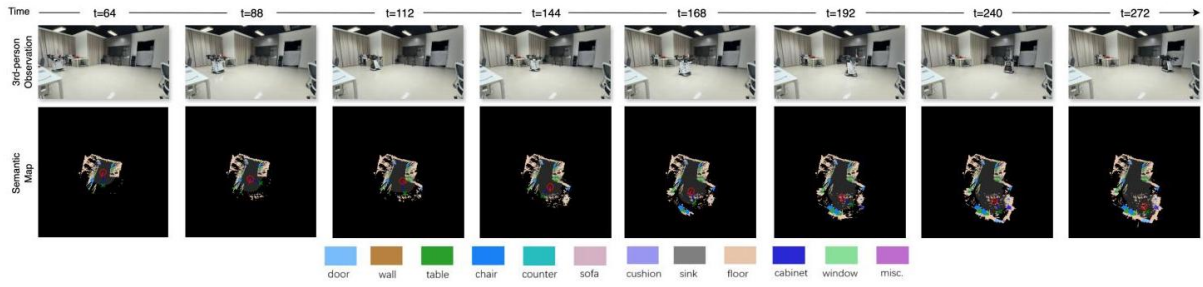 Time t=64 t=88 t=112 t=144 t=168 t=192 t=240 t=272
3rd-person
Observation
Semantic
Map
door wall table chair counter sofa cushion sink floor cabinet window misc.